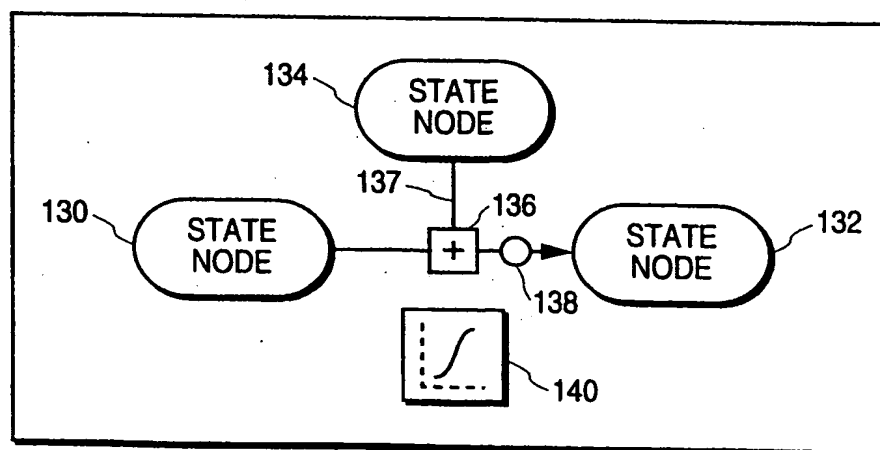 134
STATE
NODE
137
136
130
STATE
NODE
+
STATE
NODE
132
138
140